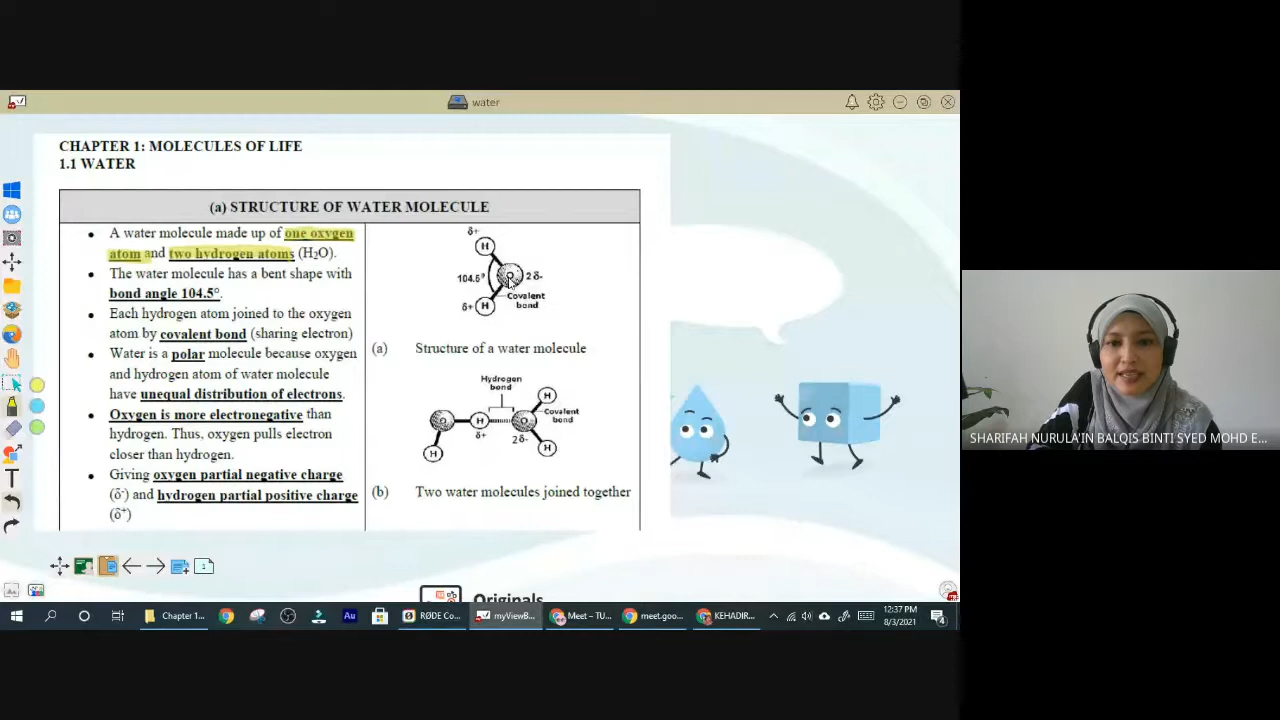 water
CHAPTER 1: MOLECULES OF LIFE
1.1 WATER
(a) STRUCTURE OF WATER MOLECULE
• A water molecule made up of one oxygen
atom and two hydrogen atoms (H₂O).
• The water molecule has a bent shape with
bond angle 104.5°.
• Each hydrogen atom joined to the oxygen
atom by covalent bond (sharing electron)
• Water is a polar molecule because oxygen
and hydrogen atom of water molecule
have unequal distribution of electrons.
• Oxygen is more electronegative than
hydrogen. Thus, oxygen pulls electron
closer than hydrogen.
• Giving oxygen partial negative charge
(δ-) and hydrogen partial positive charge
(δ+)
δ+
H
104.5°
2δ-
δ+ H
Covalent
bond
(a) Structure of a water molecule
Hydrogen
bond
H
H
Covalent
bond
δ+
2δ-
H
H
(b) Two water molecules joined together
SHARIFAH NURULA'IN BALQIS BINTI SYED MOHD E...
T
1
Originals
Chapter 1...
Au
RØDE Co...
myViewB...
Meet – TU...
meet.goo...
KEHADIR...
12:37 PM
8/3/2021
4